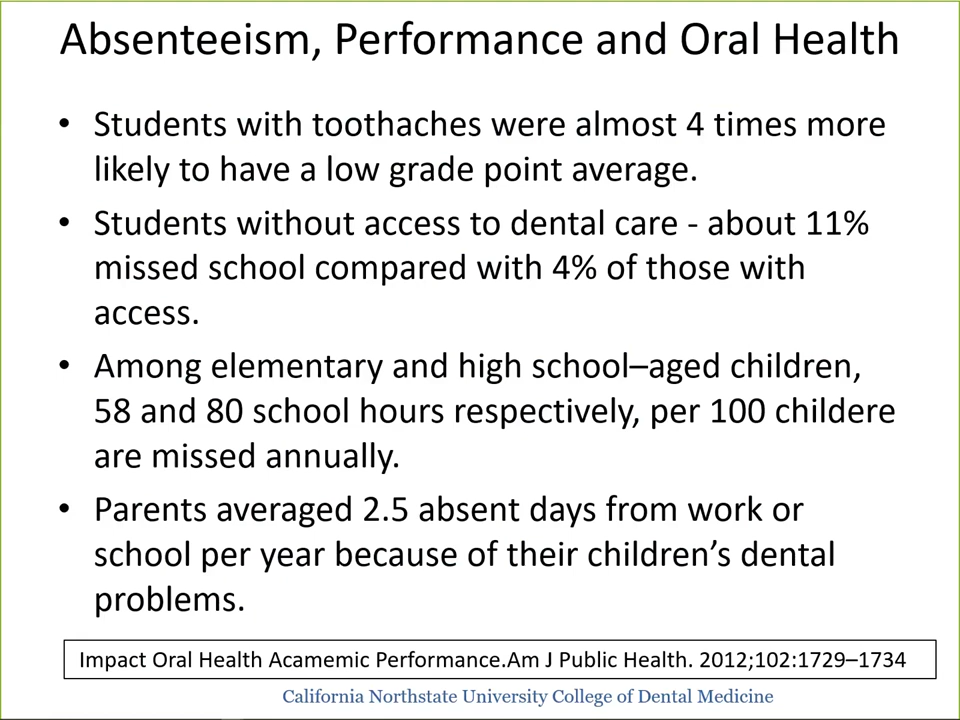 Absenteeism, Performance and Oral Health
• Students with toothaches were almost 4 times more
likely to have a low grade point average.
• Students without access to dental care - about 11%
missed school compared with 4% of those with
access.
• Among elementary and high school–aged children,
58 and 80 school hours respectively, per 100 childere
are missed annually.
• Parents averaged 2.5 absent days from work or
school per year because of their children’s dental
problems.
Impact Oral Health Acamemic Performance.Am J Public Health. 2012;102:1729–1734
California Northstate University College of Dental Medicine